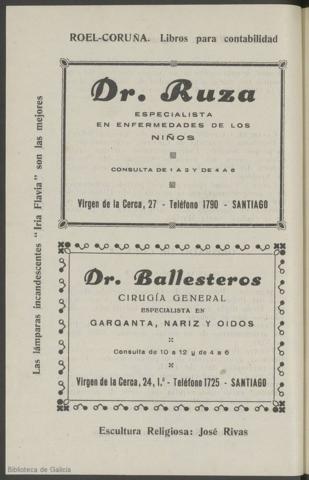 ROEL-CORUÑA. Libros para contabilidad
Las lámparas incandescentes "Iria Flavia" son las mejores
Dr. Ruza
ESPECIALISTA
EN ENFERMEDADES DE LOS
NIÑOS
CONSULTA DE 1 A 2 Y DE 4 A 6
Virgen de la Cerca, 27 - Teléfono 1790 - SANTIAGO
Dr. Ballesteros
CIRUGÍA GENERAL
ESPECIALISTA EN
GARGANTA, NARIZ Y OIDOS
Consulta de 10 a 12 y de 4 a 6
Virgen de la Cerca, 24, 1.º - Teléfono 1725 - SANTIAGO
Escultura Religiosa: José Rivas
Biblioteca de Galicia